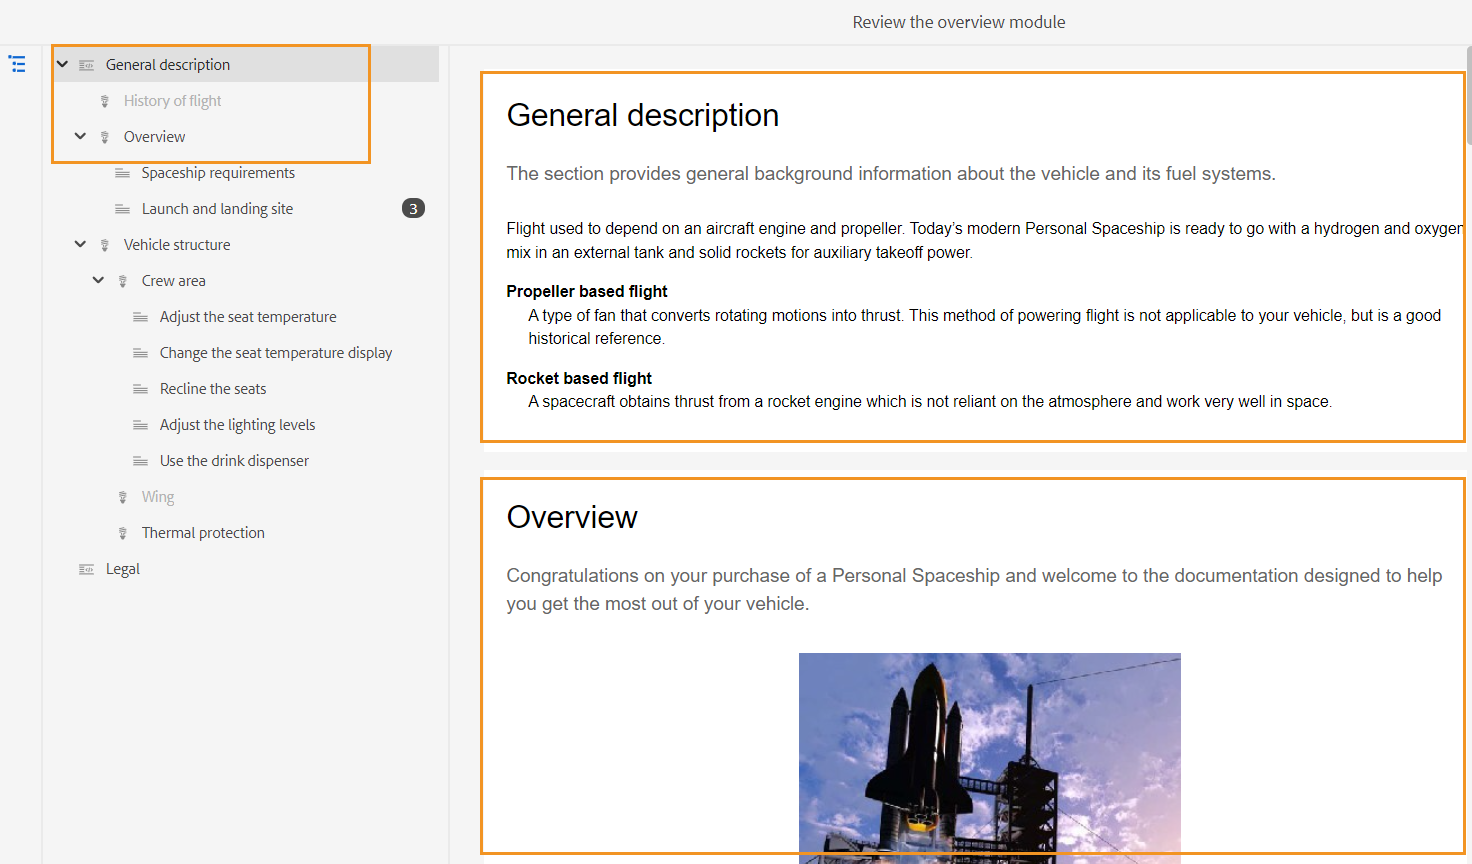 Review the overview module
General description
History of flight
Overview
Spaceship requirements
Launch and landing site
3
Vehicle structure
Crew area
Adjust the seat temperature
Change the seat temperature display
Recline the seats
Adjust the lighting levels
Use the drink dispenser
Wing
Thermal protection
Legal
General description
The section provides general background information about the vehicle and its fuel systems.
Flight used to depend on an aircraft engine and propeller. Today’s modern Personal Spaceship is ready to go with a hydrogen and oxygen
mix in an external tank and solid rockets for auxiliary takeoff power.
Propeller based flight
A type of fan that converts rotating motions into thrust. This method of powering flight is not applicable to your vehicle, but is a good
historical reference.
Rocket based flight
A spacecraft obtains thrust from a rocket engine which is not reliant on the atmosphere and work very well in space.
Overview
Congratulations on your purchase of a Personal Spaceship and welcome to the documentation designed to help
you get the most out of your vehicle.